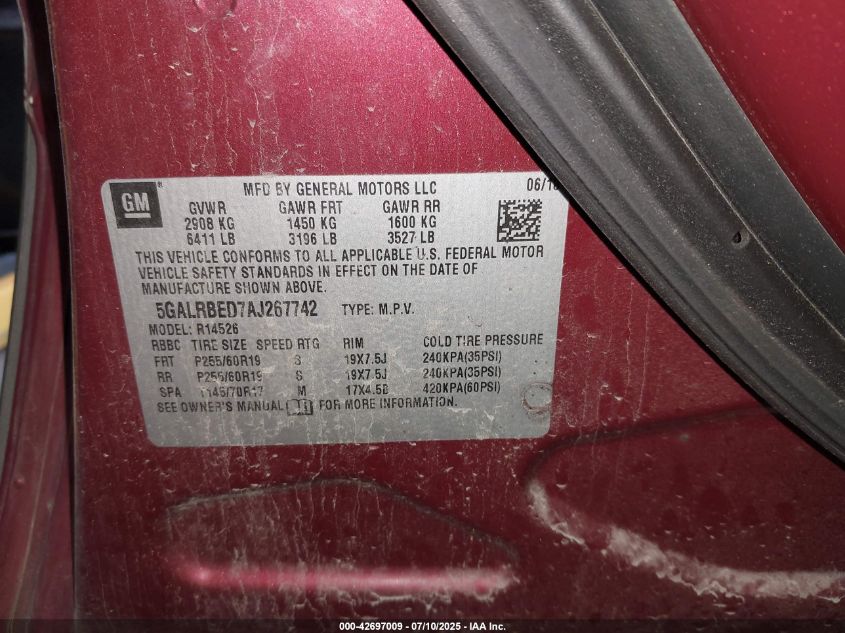 GM
MFD BY GENERAL MOTORS LLC 06/10
GVWR GAWR FRT GAWR RR
2908 KG 1450 KG 1600 KG
6411 LB 3196 LB 3527 LB
THIS VEHICLE CONFORMS TO ALL APPLICABLE U.S. FEDERAL MOTOR
VEHICLE SAFETY STANDARDS IN EFFECT ON THE DATE OF
MANUFACTURE SHOWN ABOVE.
5GALRBED7AJ267742 TYPE: M.P.V.
MODEL: R14526
RBBC TIRE SIZE SPEED RTG RIM COLD TIRE PRESSURE
FRT P255/60R19 S 19X7.5J 240KPA(35PSI)
RR P255/60R19 S 19X7.5J 240KPA(35PSI)
SPA T145/70R17 M 17X4.5B 420KPA(60PSI)
SEE OWNER'S MANUAL FOR MORE INFORMATION.
000-42697009 - 07/10/2025 - IAA Inc.